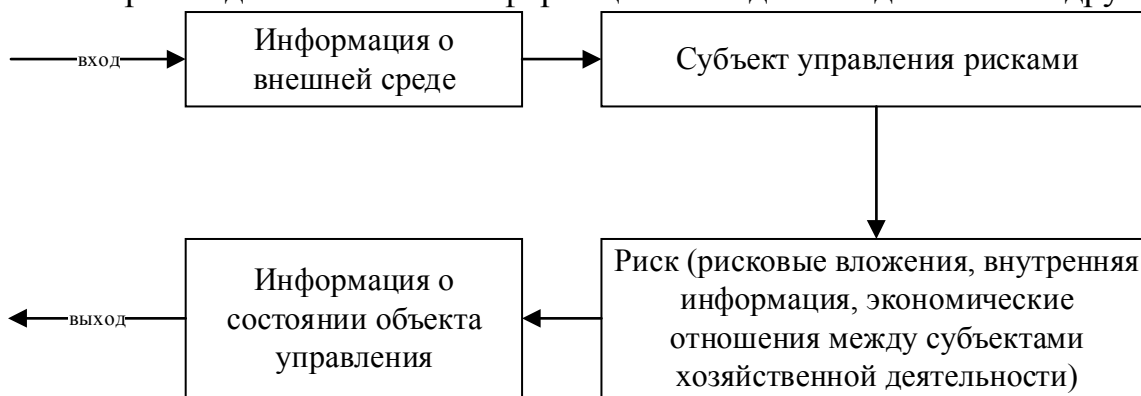 вход
Информация о
внешней среде
Субъект управления рисками
Риск (рисковые вложения, внутренняя
информация, экономические
отношения между субъектами
хозяйственной деятельности)
Информация о
состоянии объекта
управления
выход